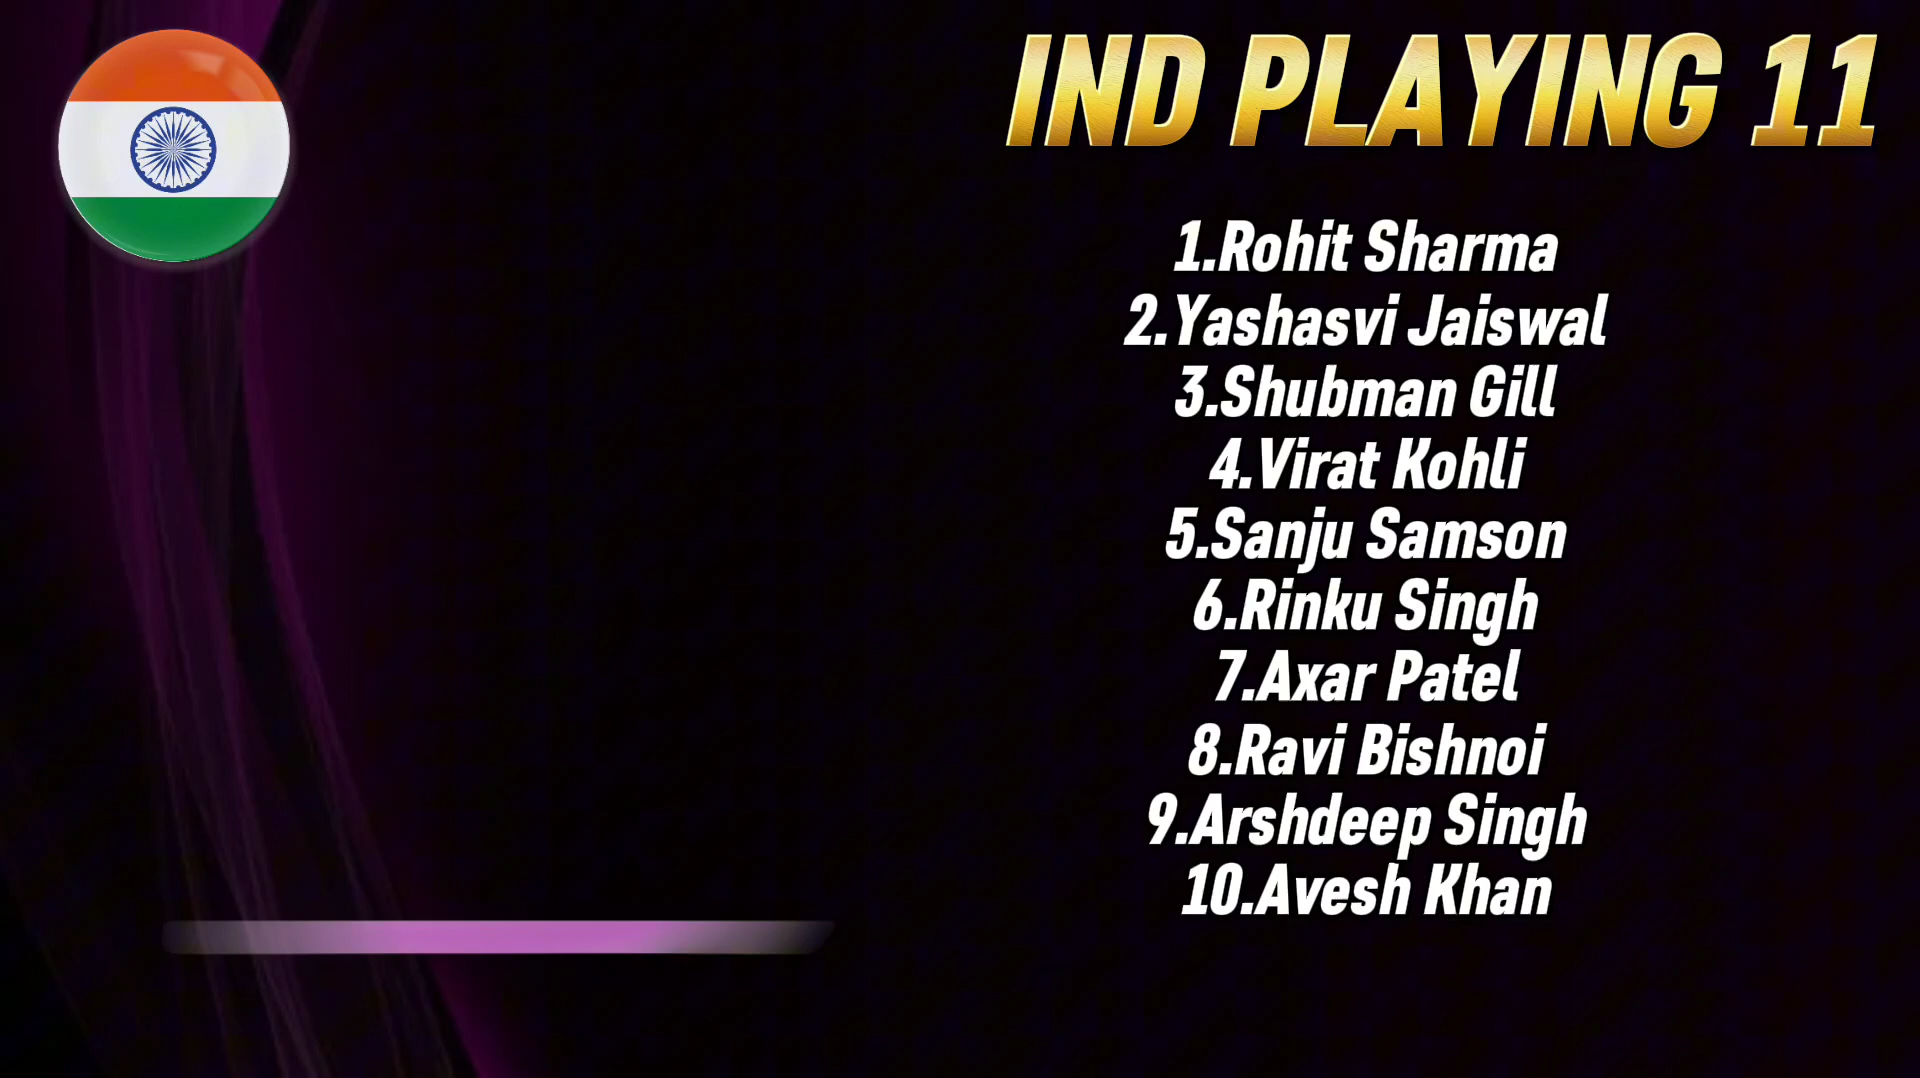 IND PLAYING 11
1.Rohit Sharma
2.Yashasvi Jaiswal
3.Shubman Gill
4.Virat Kohli
5.Sanju Samson
6.Rinku Singh
7.Axar Patel
8.Ravi Bishnoi
9.Arshdeep Singh
10.Avesh Khan